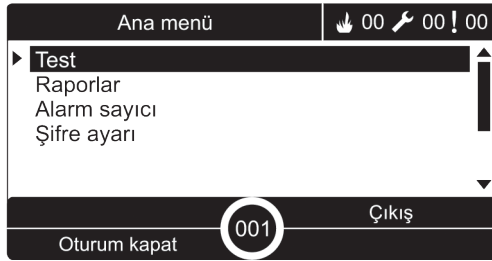 Ana menü 00 00 ! 00
Test
Raporlar
Alarm sayıcı
Şifre ayarı
Çıkış
001
Oturum kapat